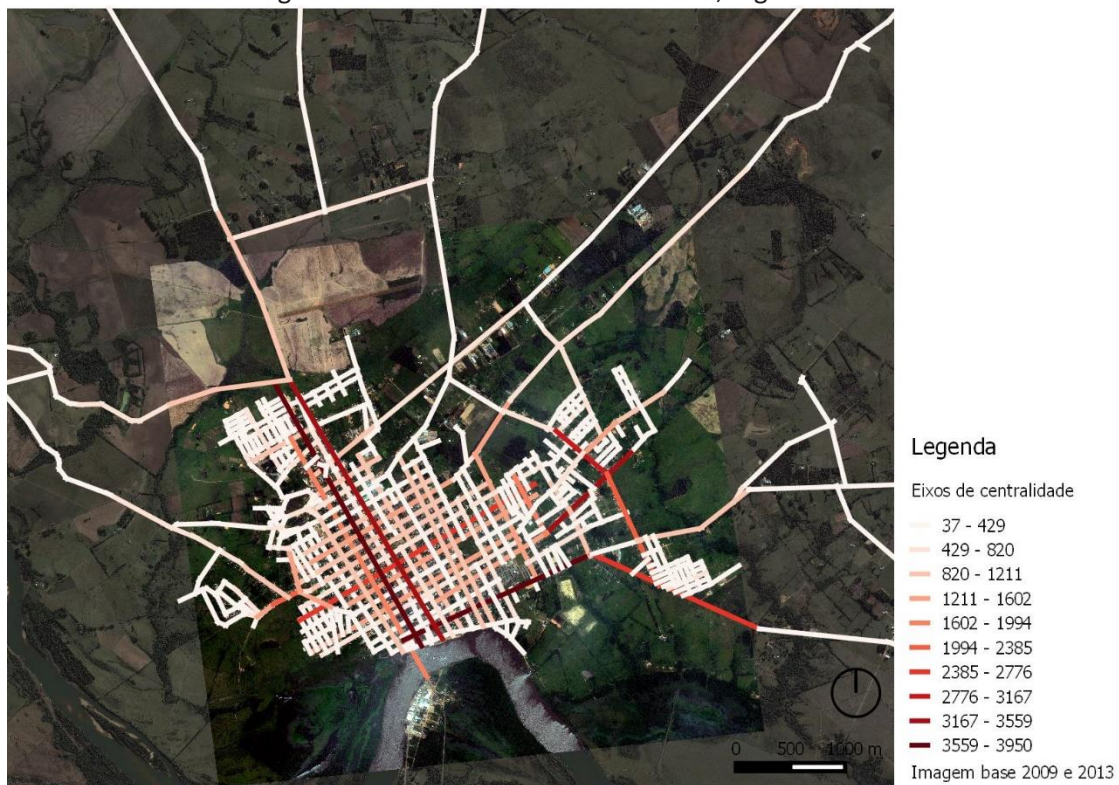 Legenda
Eixos de centralidade
37 - 429
429 - 820
820 - 1211
1211 - 1602
1602 - 1994
1994 - 2385
2385 - 2776
2776 - 3167
3167 - 3559
3559 - 3950
0 500 1000 m
Imagem base 2009 e 2013